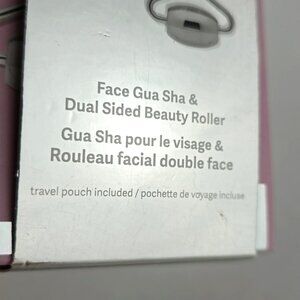 Face Gua Sha &
Dual Sided Beauty Roller
Gua Sha pour le visage &
Rouleau facial double face
travel pouch included / pochette de voyage incluse